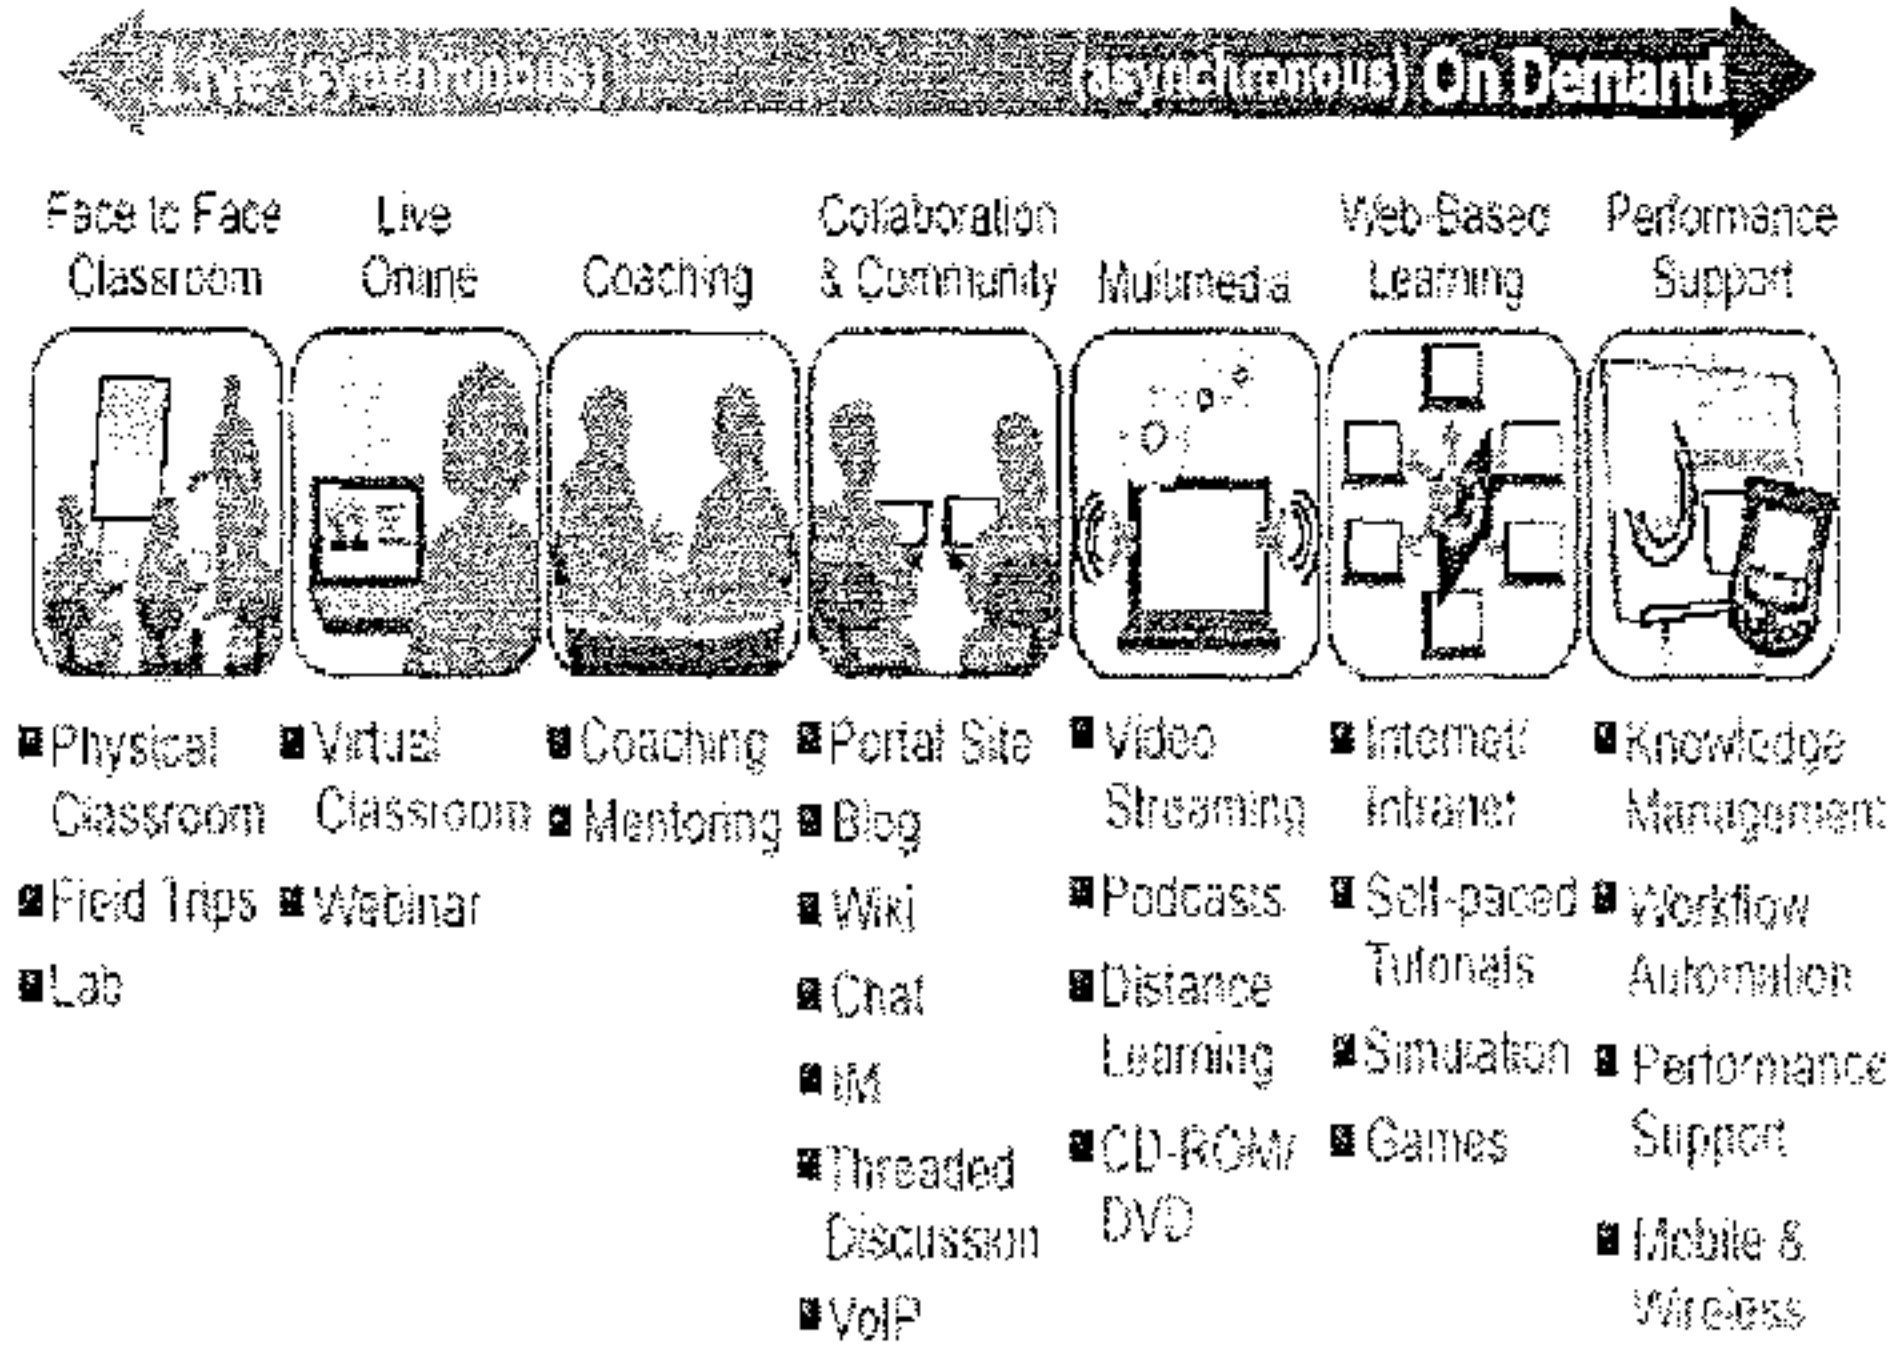 Live (synchronous)
(asynchronous) On Demand
Face to Face
Classroom
Live
Online
Coaching
Collaboration
& Community
Multimedia
Web-Based
Learning
Performance
Support
Physical
Classroom
Field Trips
Lab
Virtual
Classroom
Webinar
Coaching
Mentoring
Portal Site
Blog
Wiki
Chat
IM
Threaded
Discussion
VoIP
Video
Streaming
Podcasts
Distance
Learning
CD-ROM/
DVD
Internet/
Intranet
Self-paced
Tutorials
Simulation
Games
Knowledge
Management
Workflow
Automation
Performance
Support
Mobile &
Wireless